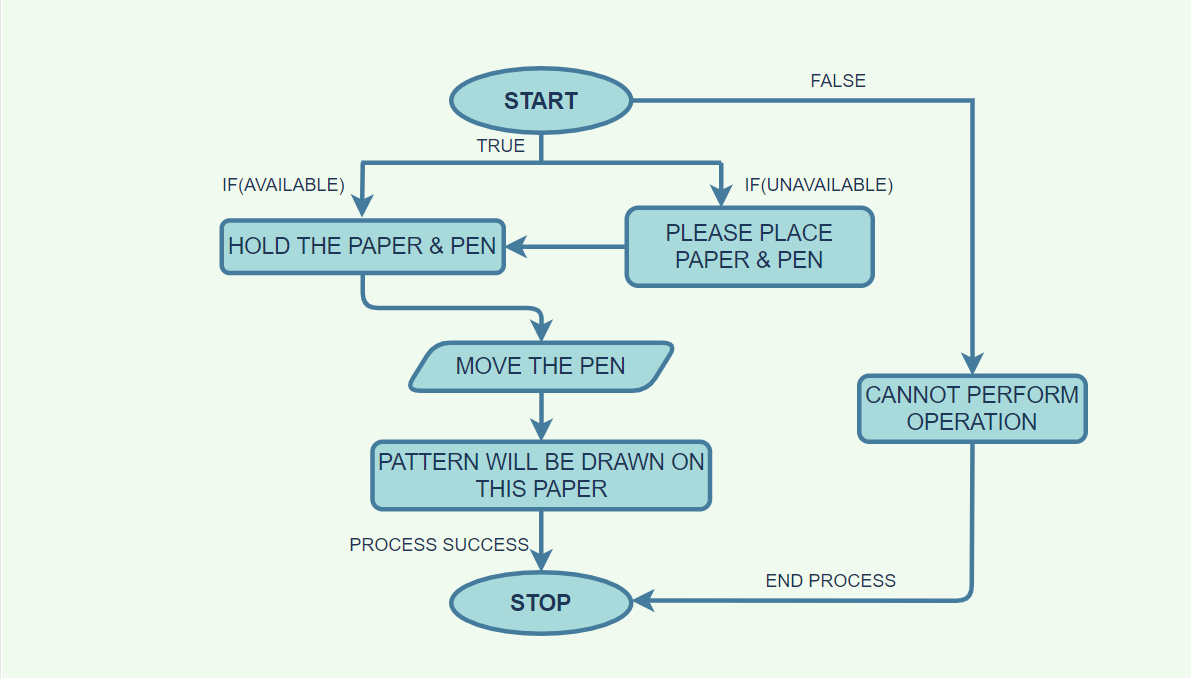 START
FALSE
TRUE
IF(AVAILABLE)
IF(UNAVAILABLE)
HOLD THE PAPER & PEN
PLEASE PLACE
PAPER & PEN
MOVE THE PEN
CANNOT PERFORM
OPERATION
PATTERN WILL BE DRAWN ON
THIS PAPER
PROCESS SUCCESS
END PROCESS
STOP